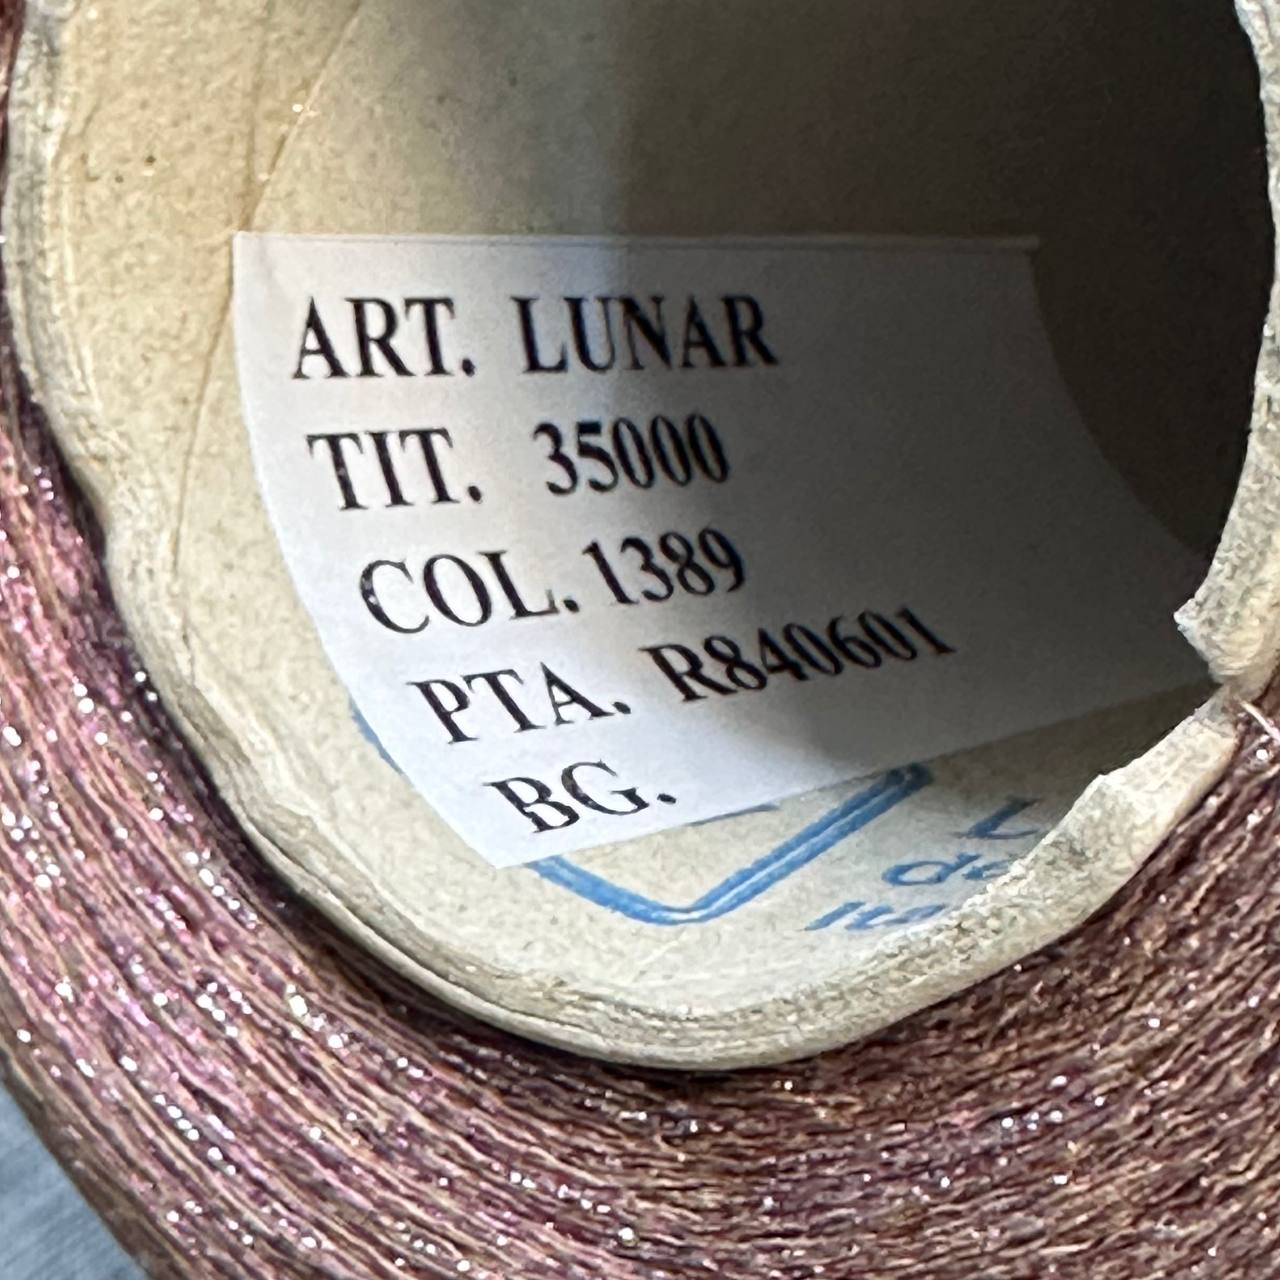 ART. LUNAR
TIT. 35000
COL. 1389
PTA. R840601
BG.